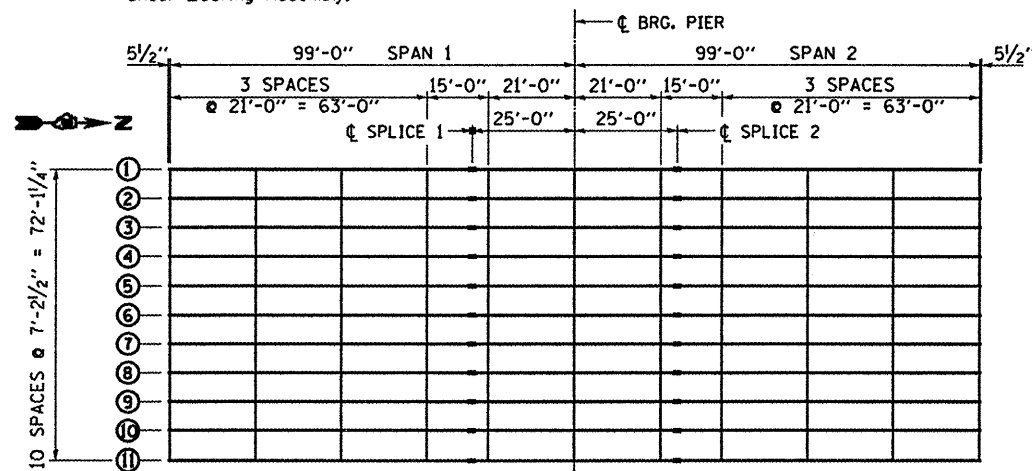 ℄ BRG. PIER
5½" 99'-0" SPAN 1 99'-0" SPAN 2 5½"
3 SPACES 15'-0" 21'-0" 21'-0" 15'-0" 3 SPACES
@ 21'-0" = 63'-0" @ 21'-0" = 63'-0"
25'-0" 25'-0"
N
℄ SPLICE 1 ℄ SPLICE 2
10 SPACES @ 7'-2½" = 72'-1¼"
1
2
3
4
5
6
7
8
9
10
11